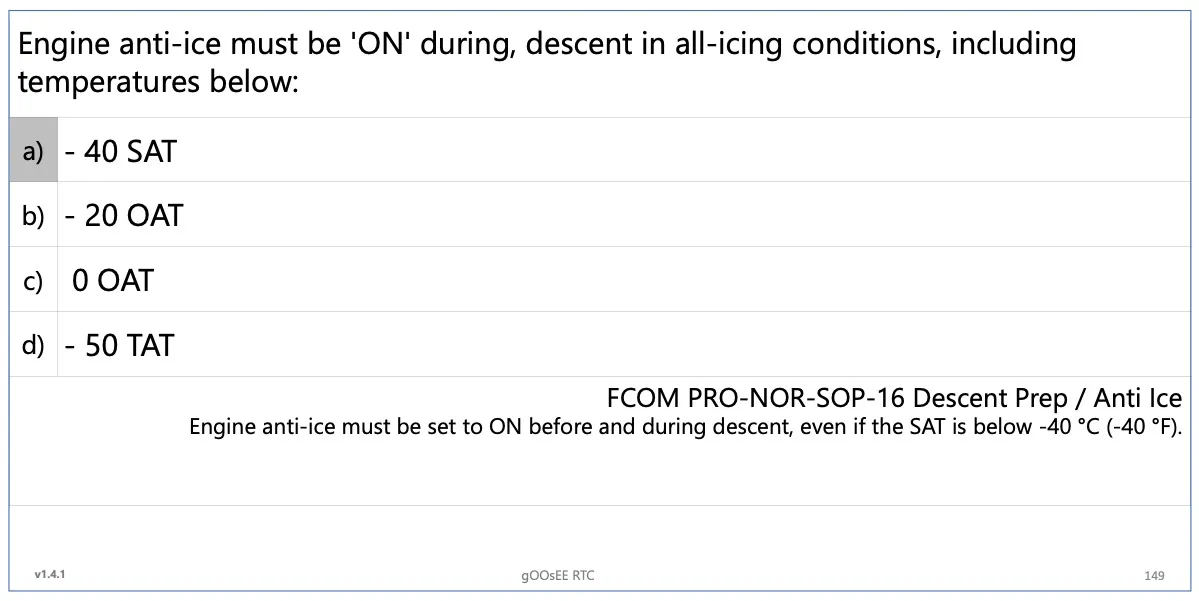 Engine anti-ice must be 'ON' during, descent in all-icing conditions, including
temperatures below:
a) - 40 SAT
b) - 20 OAT
c) 0 OAT
d) - 50 TAT
FCOM PRO-NOR-SOP-16 Descent Prep / Anti Ice
Engine anti-ice must be set to ON before and during descent, even if the SAT is below -40 °C (-40 °F).
v1.4.1 gOOsEE RTC 149